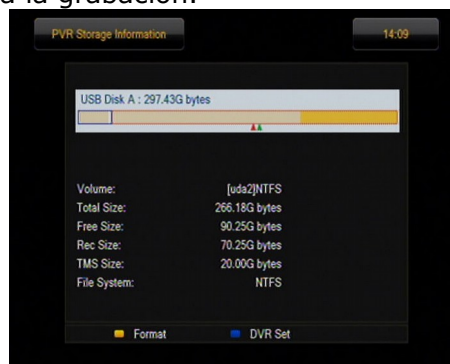 a la grabación.
PVR Storage Information 14:09
USB Disk A : 297.43G bytes
Volume: [uda2]NTFS
Total Size: 266.18G bytes
Free Size: 90.25G bytes
Rec Size: 70.25G bytes
TMS Size: 20.00G bytes
File System: NTFS
Format DVR Set